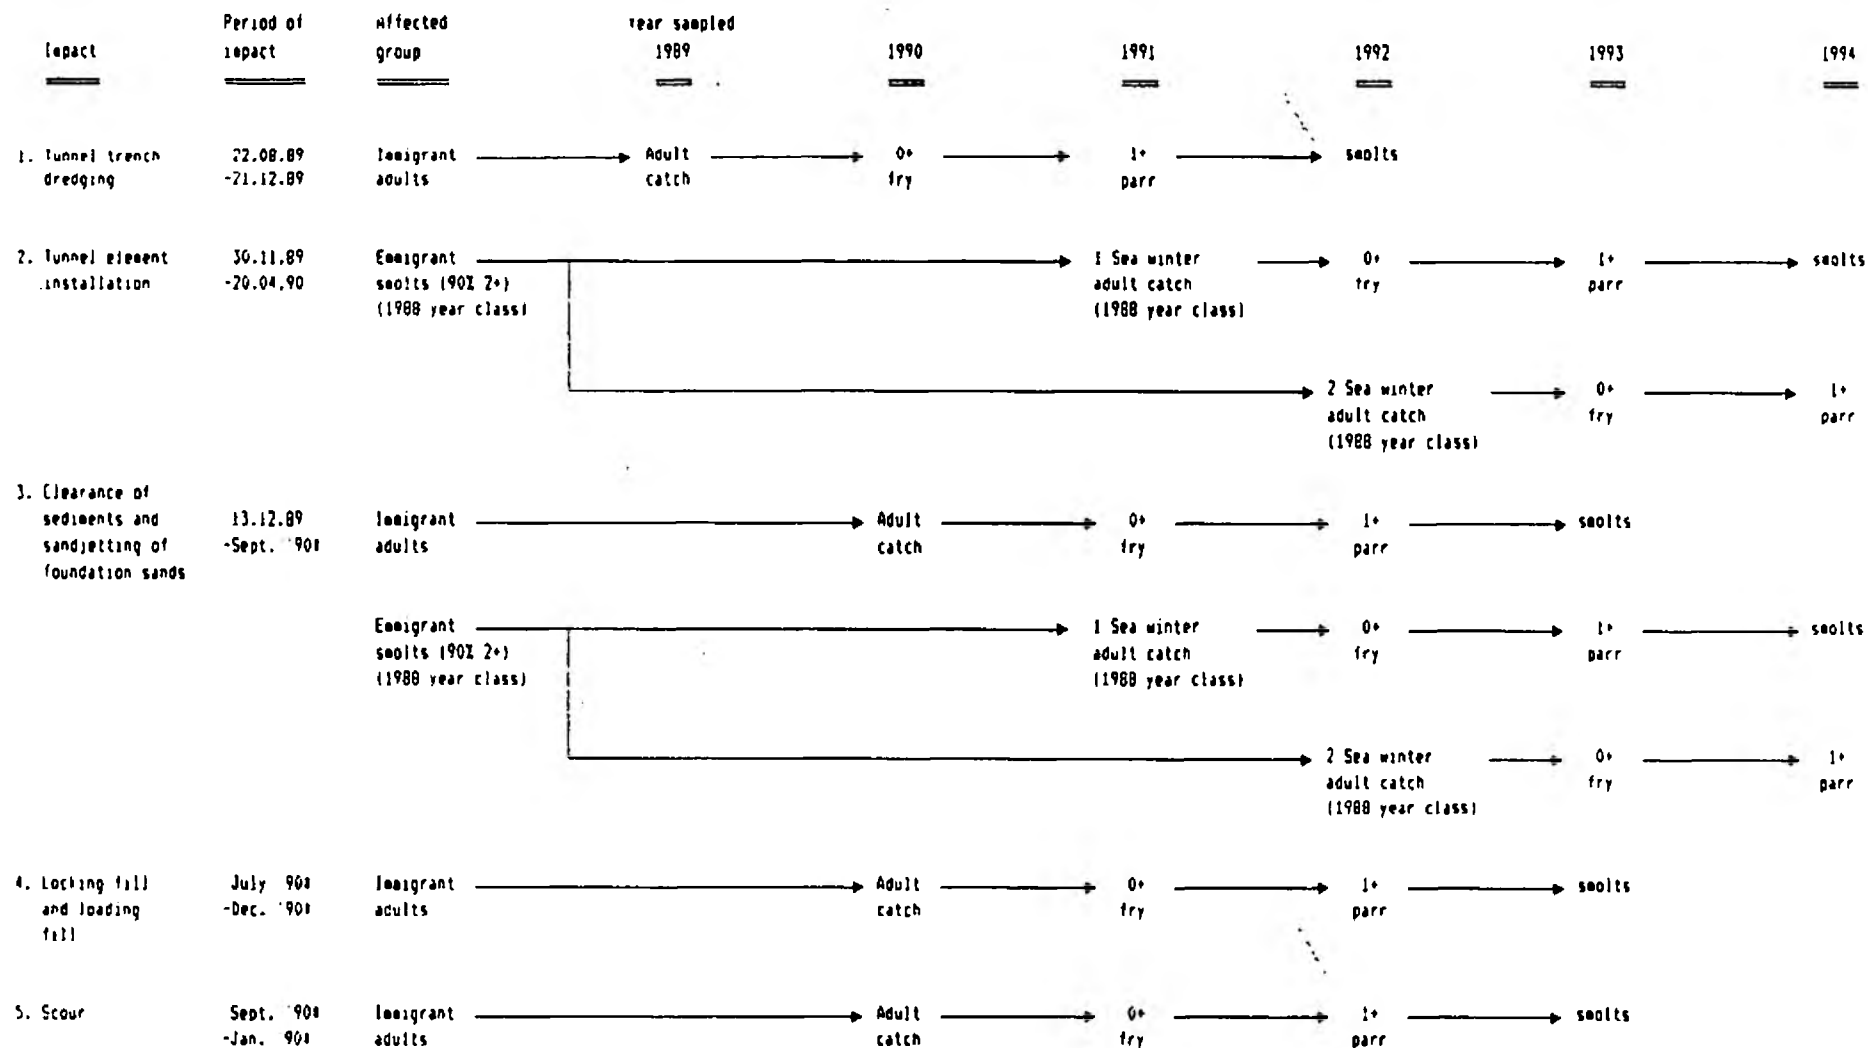 Period of Affected Year sampled
Impact impact group 1989 1990 1991 1992 1993 1994
1. Tunnel trench 22.08.89 Immigrant Adult 0+ 1+ smolts
dredging -21.12.89 adults catch fry parr
2. Tunnel element 30.11.89 Emmigrant 1 Sea winter 0+ 1+ smolts
installation -20.04.90 smolts (90% 2+) adult catch fry parr
(1988 year class) (1988 year class)
2 Sea winter 0+ 1+
adult catch fry parr
(1988 year class)
3. Clearance of
sediments and 13.12.89 Immigrant Adult 0+ 1+ smolts
sandjetting of -Sept. '90* adults catch fry parr
foundation sands
Emmigrant 1 Sea winter 0+ 1+ smolts
smolts (90% 2+) adult catch fry parr
(1988 year class) (1988 year class)
2 Sea winter 0+ 1+
adult catch fry parr
(1988 year class)
4. Locking fill July '90* Immigrant Adult 0+ 1+ smolts
and loading -Dec. '90* adults catch fry parr
fill
5. Scour Sept. '90* Immigrant Adult 0+ 1+ smolts
-Jan. '90* adults catch fry parr